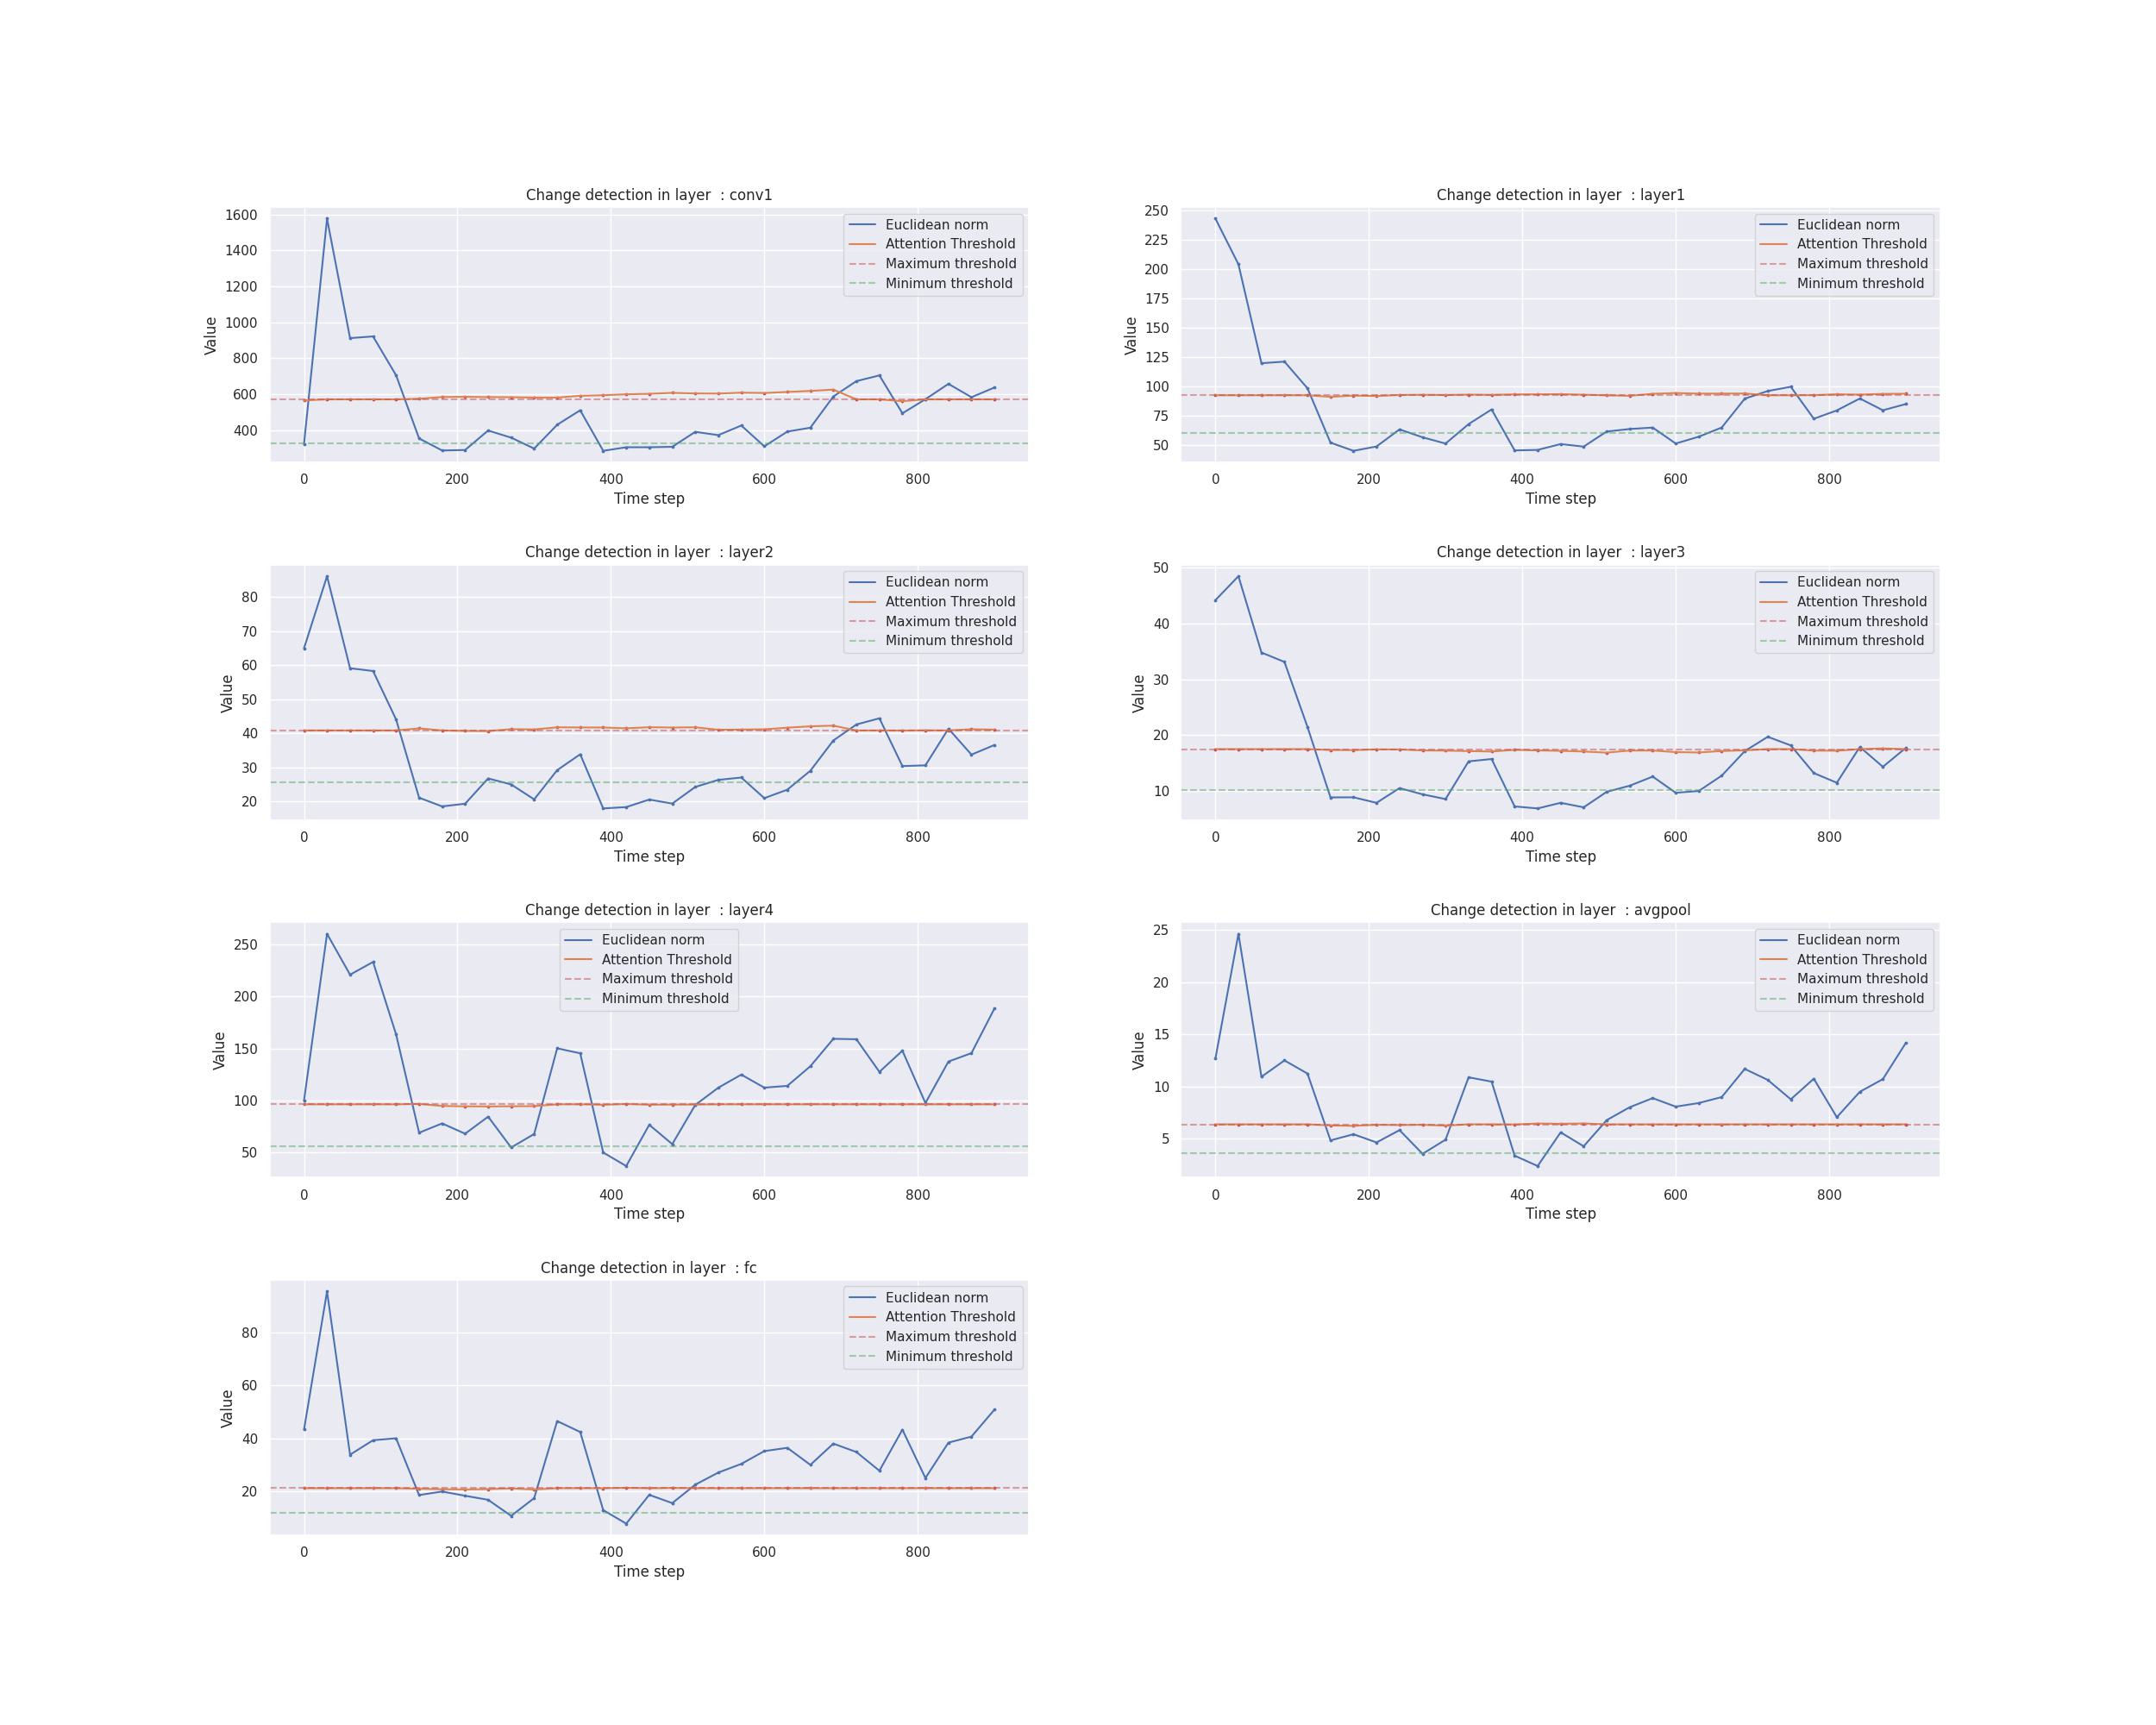 Change detection in layer  : conv1
Value
1600
1400
1200
1000
800
600
400
Euclidean norm
Attention Threshold
Maximum threshold
Minimum threshold
0 200 400 600 800
Time step
Change detection in layer  : layer1
Value
250
225
200
175
150
125
100
75
50
Euclidean norm
Attention Threshold
Maximum threshold
Minimum threshold
0 200 400 600 800
Time step
Change detection in layer  : layer2
Value
80
70
60
50
40
30
20
Euclidean norm
Attention Threshold
Maximum threshold
Minimum threshold
0 200 400 600 800
Time step
Change detection in layer  : layer3
Value
50
40
30
20
10
Euclidean norm
Attention Threshold
Maximum threshold
Minimum threshold
0 200 400 600 800
Time step
Change detection in layer  : layer4
Value
250
200
150
100
50
Euclidean norm
Attention Threshold
Maximum threshold
Minimum threshold
0 200 400 600 800
Time step
Change detection in layer  : avgpool
Value
25
20
15
10
5
Euclidean norm
Attention Threshold
Maximum threshold
Minimum threshold
0 200 400 600 800
Time step
Change detection in layer  : fc
Value
80
60
40
20
Euclidean norm
Attention Threshold
Maximum threshold
Minimum threshold
0 200 400 600 800
Time step